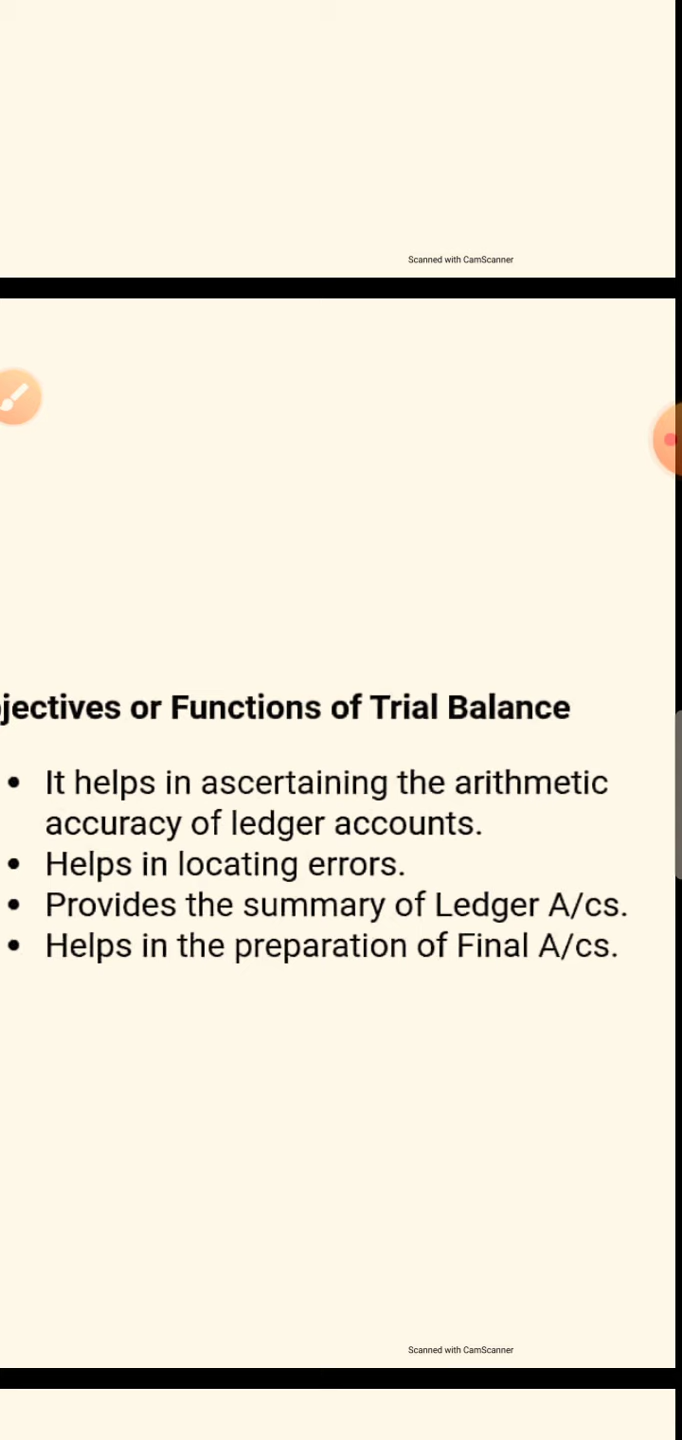 Scanned with CamScanner
jectives or Functions of Trial Balance
• It helps in ascertaining the arithmetic
accuracy of ledger accounts.
• Helps in locating errors.
• Provides the summary of Ledger A/cs.
• Helps in the preparation of Final A/cs.
Scanned with CamScanner